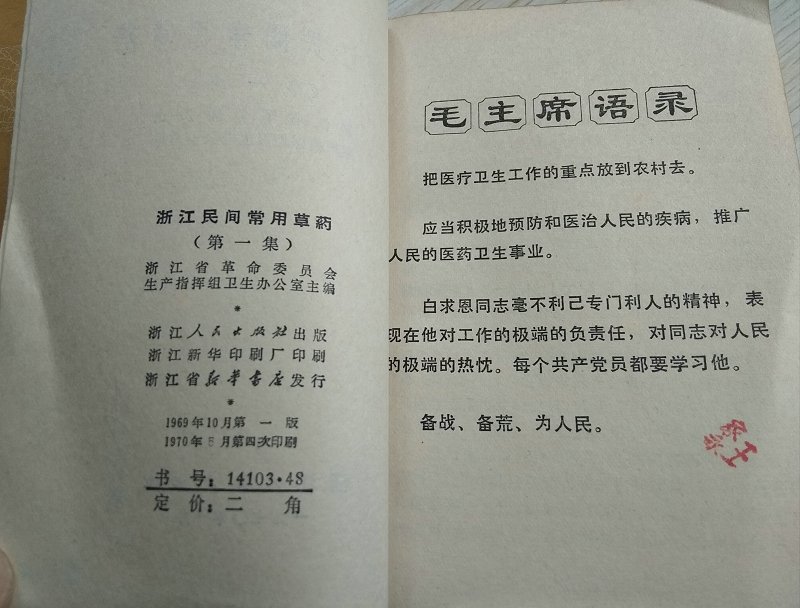 浙江民间常用草药
(第一集)
浙江省革命委员会
生产指挥组卫生办公室主编
*
浙江人民出版社出版
浙江新华印刷厂印刷
浙江省新华书店发行
*
1969年10月第一版
1970年5月第四次印刷
书号：14103·48
定价：二角
毛主席语录
把医疗卫生工作的重点放到农村去。
应当积极地预防和医治人民的疾病，推广
人民的医药卫生事业。
白求恩同志毫不利己专门利人的精神，表
现在他对工作的极端的负责任，对同志对人民
的极端的热忱。每个共产党员都要学习他。
备战、备荒、为人民。